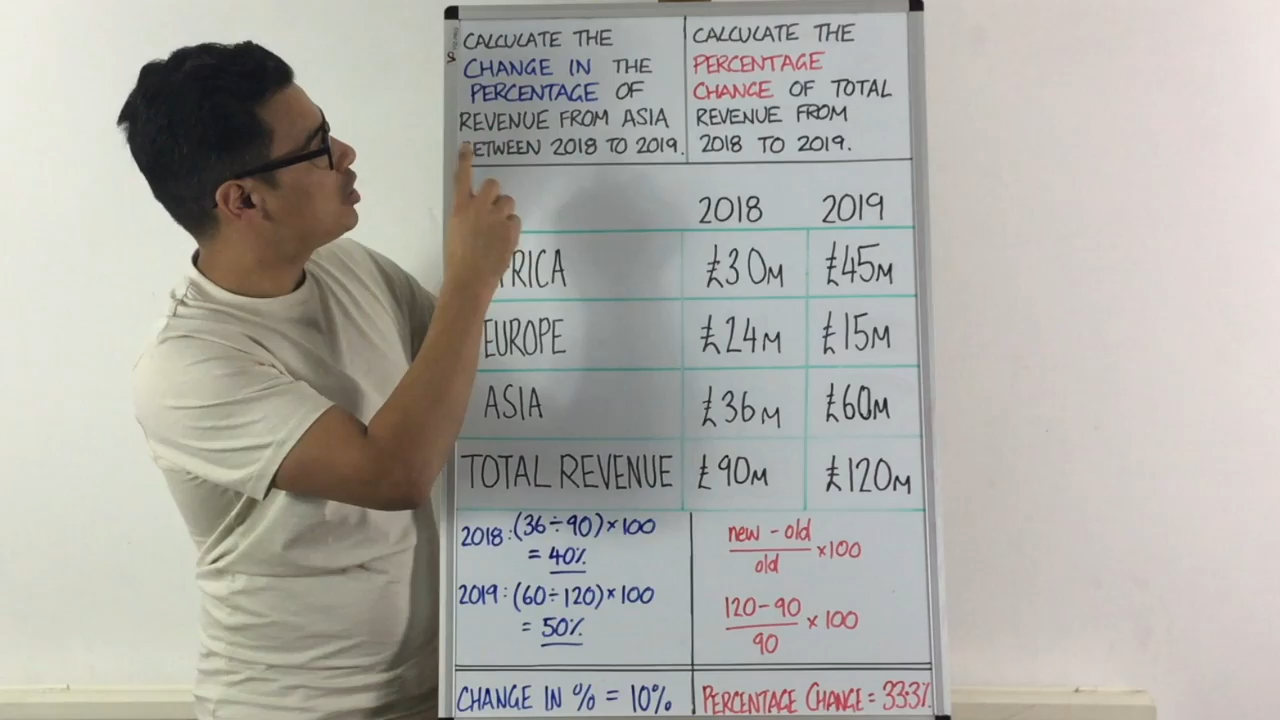 CALCULATE THE
CHANGE IN THE
PERCENTAGE OF
REVENUE FROM ASIA
BETWEEN 2018 TO 2019.
CALCULATE THE
PERCENTAGE
CHANGE OF TOTAL
REVENUE FROM
2018 TO 2019.
2018 2019
AFRICA £30M £45M
EUROPE £24M £15M
ASIA £36M £60M
TOTAL REVENUE £90M £120M
2018: (36÷90)×100
= 40%
2019: (60÷120)×100
= 50%
CHANGE IN % = 10%
new - old
old
×100
120-90
90
×100
PERCENTAGE CHANGE = 33.3%